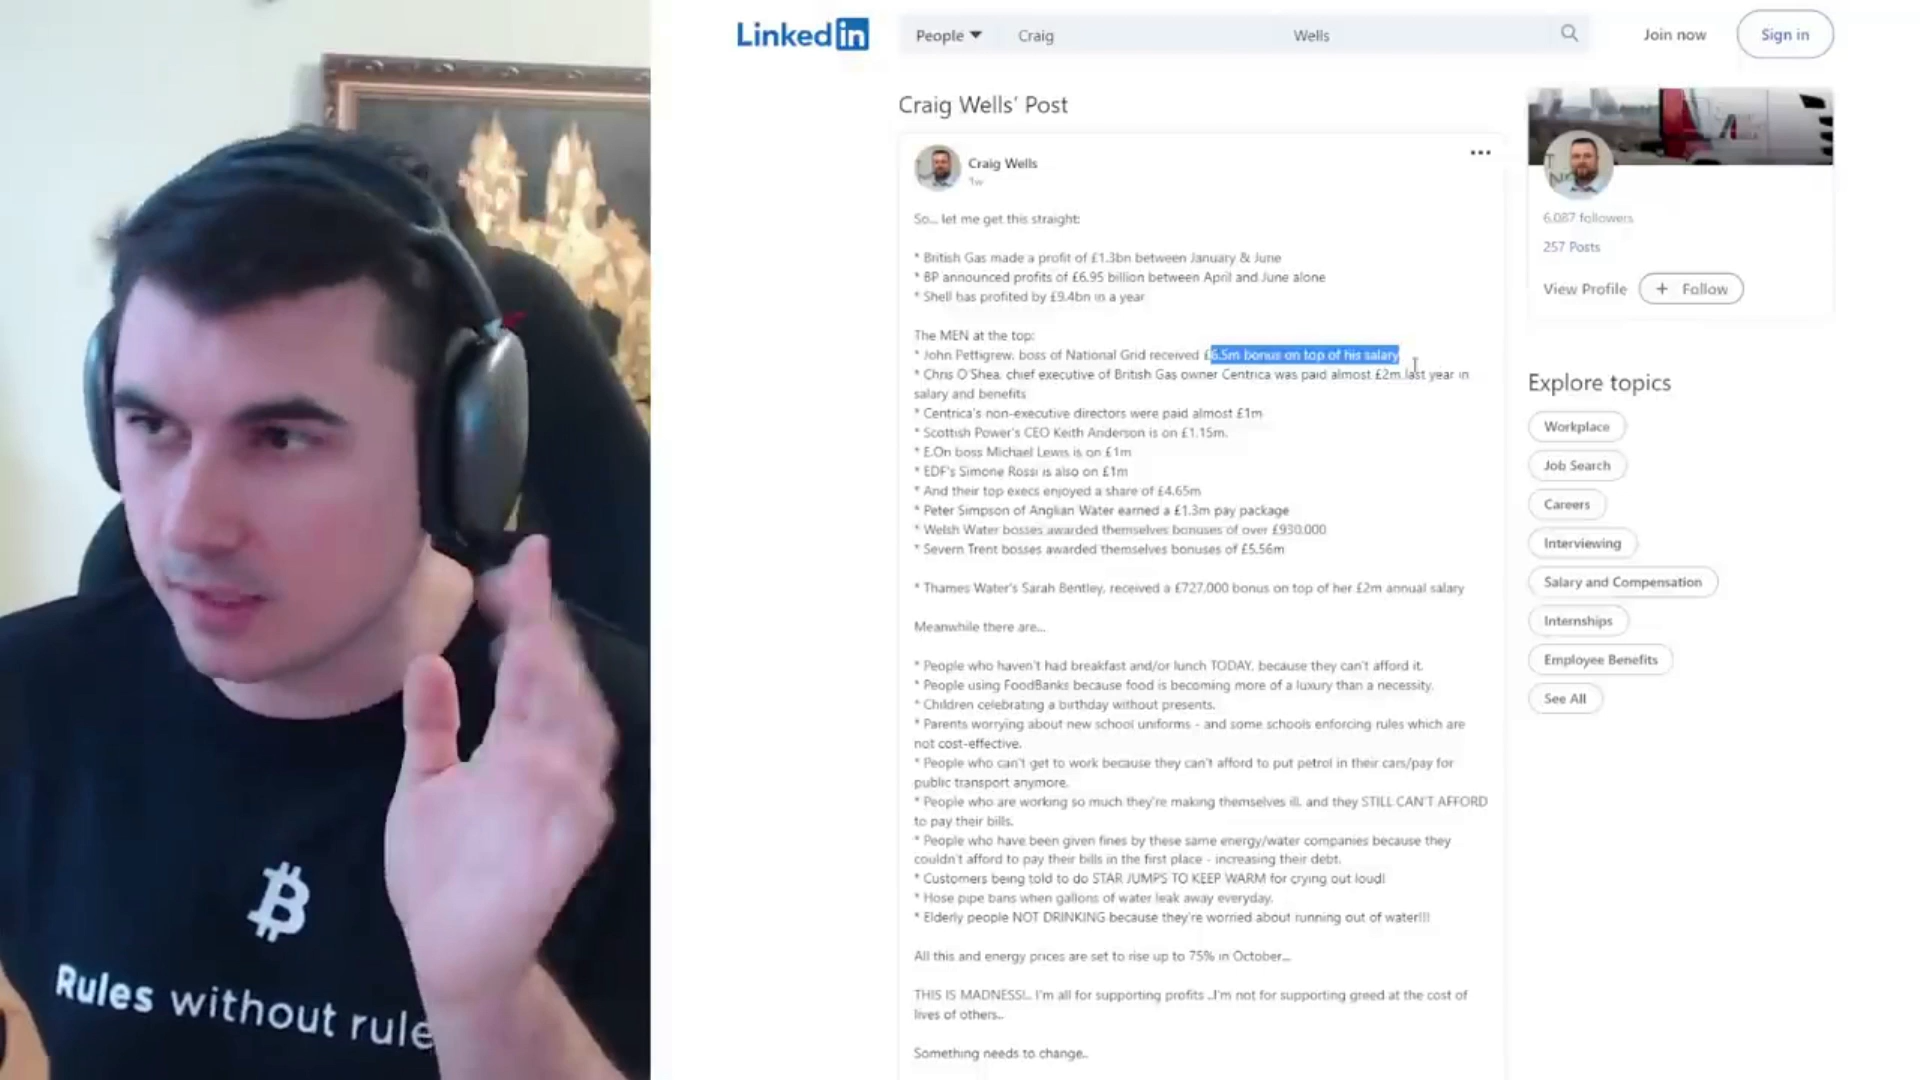 Linked in
People
Craig
Wells
Join now
Sign in
Craig Wells' Post
Craig Wells
1w
So... let me get this straight:
* British Gas made a profit of £1.3bn between January & June
* BP announced profits of £6.95 billion between April and June alone
* Shell has profited by £9.4bn in a year
The MEN at the top:
* John Pettigrew, boss of National Grid received £6.5m bonus on top of his salary
* Chris O'Shea, chief executive of British Gas owner Centrica was paid almost £2m last year in
salary and benefits
* Centrica's non-executive directors were paid almost £1m
* Scottish Power's CEO Keith Anderson is on £1.15m.
* E.On boss Michael Lewis is on £1m
* EDF's Simone Rossi is also on £1m
* And their top execs enjoyed a share of £4.65m
* Peter Simpson of Anglian Water earned a £1.3m pay package
* Welsh Water bosses awarded themselves bonuses of over £930,000
* Severn Trent bosses awarded themselves bonuses of £5.56m
* Thames Water's Sarah Bentley, received a £727,000 bonus on top of her £2m annual salary
Meanwhile there are...
* People who haven't had breakfast and/or lunch TODAY, because they can't afford it.
* People using FoodBanks because food is becoming more of a luxury than a necessity.
* Children celebrating a birthday without presents.
* Parents worrying about new school uniforms - and some schools enforcing rules which are
not cost-effective.
* People who can't get to work because they can't afford to put petrol in their cars/pay for
public transport anymore.
* People who are working so much they're making themselves ill, and they STILL CAN'T AFFORD
to pay their bills.
* People who have been given fines by these same energy/water companies because they
couldn't afford to pay their bills in the first place - increasing their debt.
* Customers being told to do STAR JUMPS TO KEEP WARM for crying out loud!
* Hose pipe bans when gallons of water leak away everyday.
* Elderly people NOT DRINKING because they're worried about running out of water!!!
All this and energy prices are set to rise up to 75% in October...
THIS IS MADNESS!.. I'm all for supporting profits ..I'm not for supporting greed at the cost of
lives of others..
Something needs to change..
6,087 followers
257 Posts
View Profile
+ Follow
Explore topics
Workplace
Job Search
Careers
Interviewing
Salary and Compensation
Internships
Employee Benefits
See All
Rules without rule